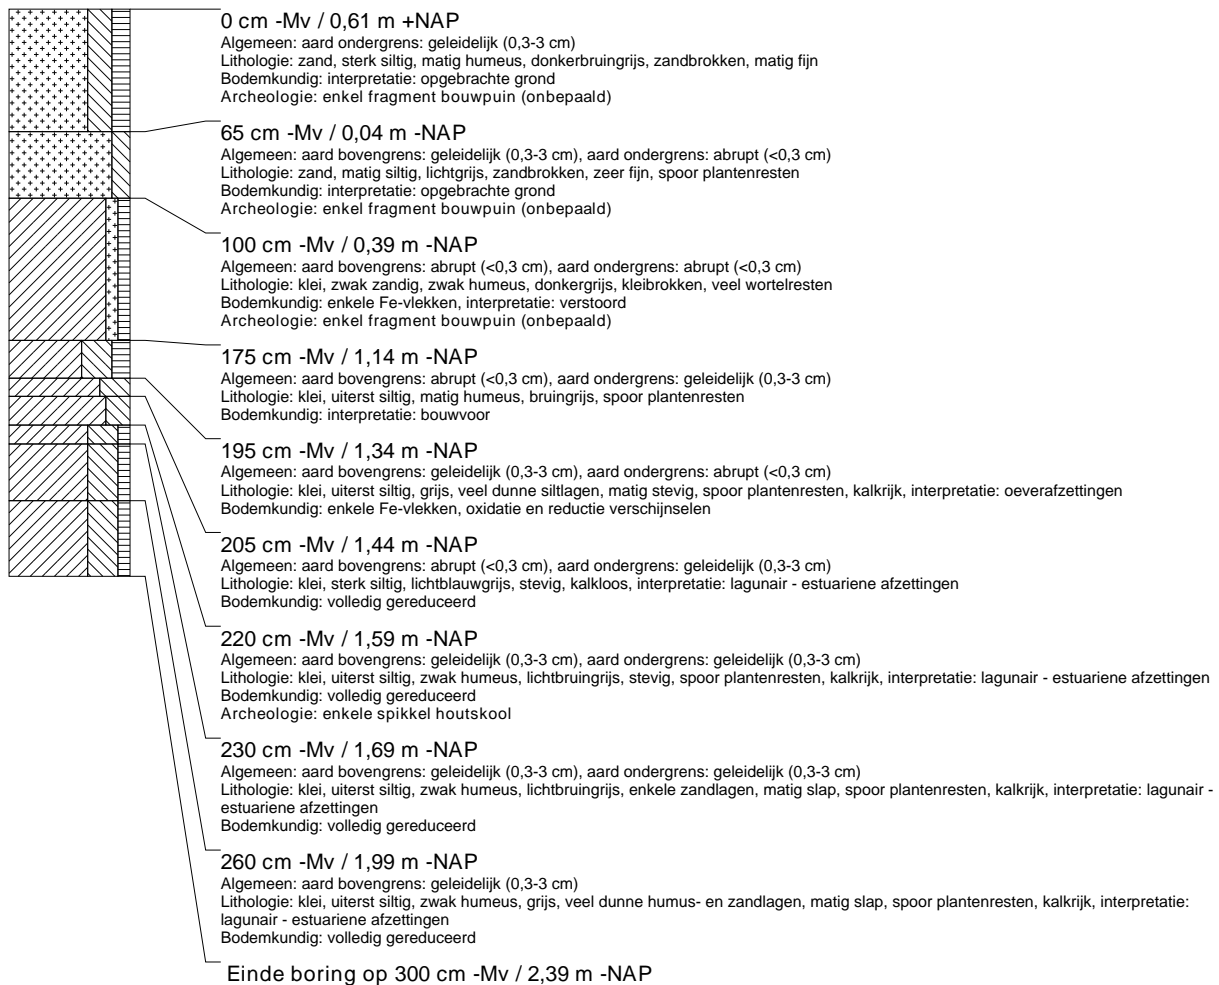 0 cm -Mv / 0,61 m +NAP
Algemeen: aard ondergrens: geleidelijk (0,3-3 cm)
Lithologie: zand, sterk siltig, matig humeus, donkerbruingrijs, zandbrokken, matig fijn
Bodemkundig: interpretatie: opgebrachte grond
Archeologie: enkel fragment bouwpuin (onbepaald)
65 cm -Mv / 0,04 m -NAP
Algemeen: aard bovengrens: geleidelijk (0,3-3 cm), aard ondergrens: abrupt (<0,3 cm)
Lithologie: zand, matig siltig, lichtgrijs, zandbrokken, zeer fijn, spoor plantenresten
Bodemkundig: interpretatie: opgebrachte grond
Archeologie: enkel fragment bouwpuin (onbepaald)
100 cm -Mv / 0,39 m -NAP
Algemeen: aard bovengrens: abrupt (<0,3 cm), aard ondergrens: abrupt (<0,3 cm)
Lithologie: klei, zwak zandig, zwak humeus, donkergrijs, kleibrokken, veel wortelresten
Bodemkundig: enkele Fe-vlekken, interpretatie: verstoord
Archeologie: enkel fragment bouwpuin (onbepaald)
175 cm -Mv / 1,14 m -NAP
Algemeen: aard bovengrens: abrupt (<0,3 cm), aard ondergrens: geleidelijk (0,3-3 cm)
Lithologie: klei, uiterst siltig, matig humeus, bruingrijs, spoor plantenresten
Bodemkundig: interpretatie: bouwvoor
195 cm -Mv / 1,34 m -NAP
Algemeen: aard bovengrens: geleidelijk (0,3-3 cm), aard ondergrens: abrupt (<0,3 cm)
Lithologie: klei, uiterst siltig, grijs, veel dunne siltlagen, matig stevig, spoor plantenresten, kalkrijk, interpretatie: oeverafzettingen
Bodemkundig: enkele Fe-vlekken, oxidatie en reductie verschijnselen
205 cm -Mv / 1,44 m -NAP
Algemeen: aard bovengrens: abrupt (<0,3 cm), aard ondergrens: geleidelijk (0,3-3 cm)
Lithologie: klei, sterk siltig, lichtblauwgrijs, stevig, kalkloos, interpretatie: lagunair - estuariene afzettingen
Bodemkundig: volledig gereduceerd
220 cm -Mv / 1,59 m -NAP
Algemeen: aard bovengrens: geleidelijk (0,3-3 cm), aard ondergrens: geleidelijk (0,3-3 cm)
Lithologie: klei, uiterst siltig, zwak humeus, lichtbruingrijs, stevig, spoor plantenresten, kalkrijk, interpretatie: lagunair - estuariene afzettingen
Bodemkundig: volledig gereduceerd
Archeologie: enkele spikkel houtskool
230 cm -Mv / 1,69 m -NAP
Algemeen: aard bovengrens: geleidelijk (0,3-3 cm), aard ondergrens: geleidelijk (0,3-3 cm)
Lithologie: klei, uiterst siltig, zwak humeus, lichtbruingrijs, enkele zandlagen, matig slap, spoor plantenresten, kalkrijk, interpretatie: lagunair -
estuariene afzettingen
Bodemkundig: volledig gereduceerd
260 cm -Mv / 1,99 m -NAP
Algemeen: aard bovengrens: geleidelijk (0,3-3 cm)
Lithologie: klei, uiterst siltig, zwak humeus, grijs, veel dunne humus- en zandlagen, matig slap, spoor plantenresten, kalkrijk, interpretatie:
lagunair - estuariene afzettingen
Bodemkundig: volledig gereduceerd
Einde boring op 300 cm -Mv / 2,39 m -NAP